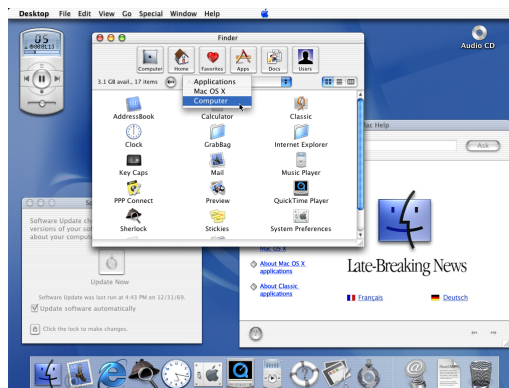 Desktop File Edit View Go Special Window Help
Finder
Audio CD
05
Computer Home Favorites Apps Docs Users
3.1 GB avail., 17 items
Applications
Mac OS X
Computer
AddressBook Calculator Classic
Clock GrabBag Internet Explorer
Key Caps Mail Music Player
PPP Connect Preview QuickTime Player
Sherlock Stickies System Preferences
Mac Help
Ask
Software Update
versions of your
about your
Update Now
Software Update was last run at 4:43 PM on 12/31/69.
Update software automatically
Click the lock to make changes.
Mac OS X
About Mac OS X
applications
About Classic
applications
Late-Breaking News
Français Deutsch